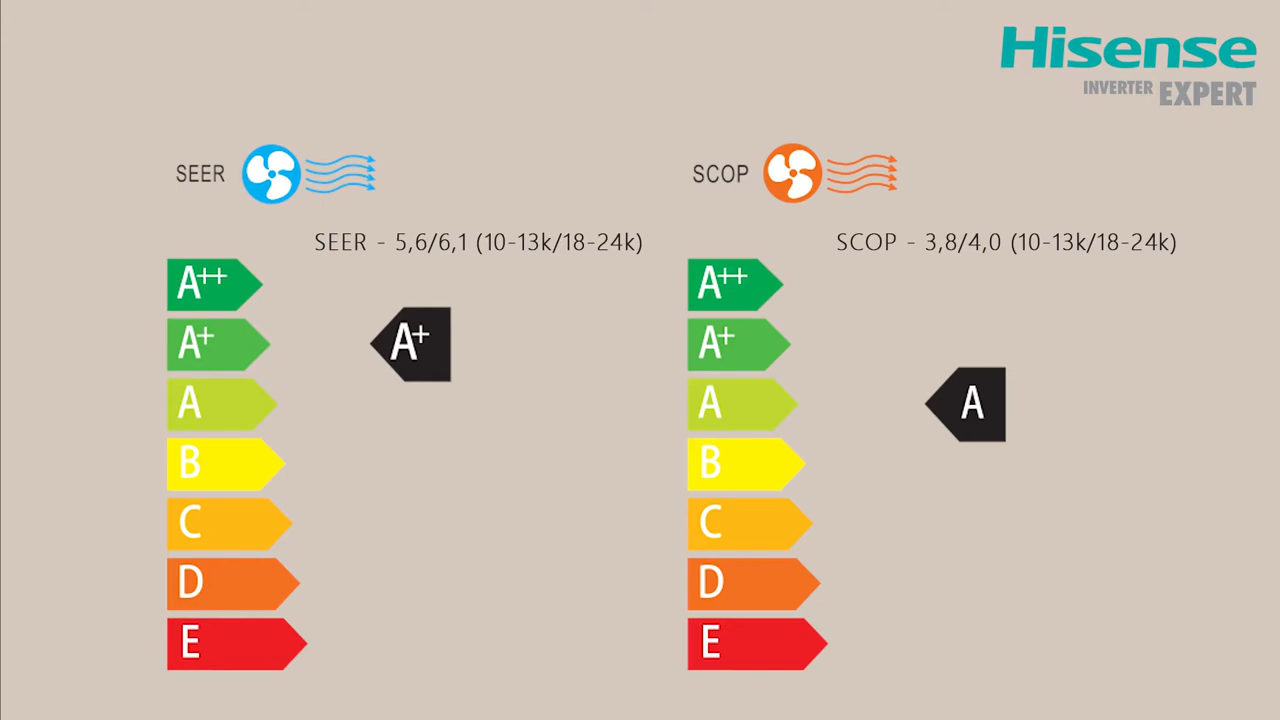 Hisense
INVERTER EXPERT
SEER
SEER - 5,6/6,1 (10-13k/18-24k)
A++
A+
A+
A
B
C
D
E
SCOP
SCOP - 3,8/4,0 (10-13k/18-24k)
A++
A+
A
A
B
C
D
E